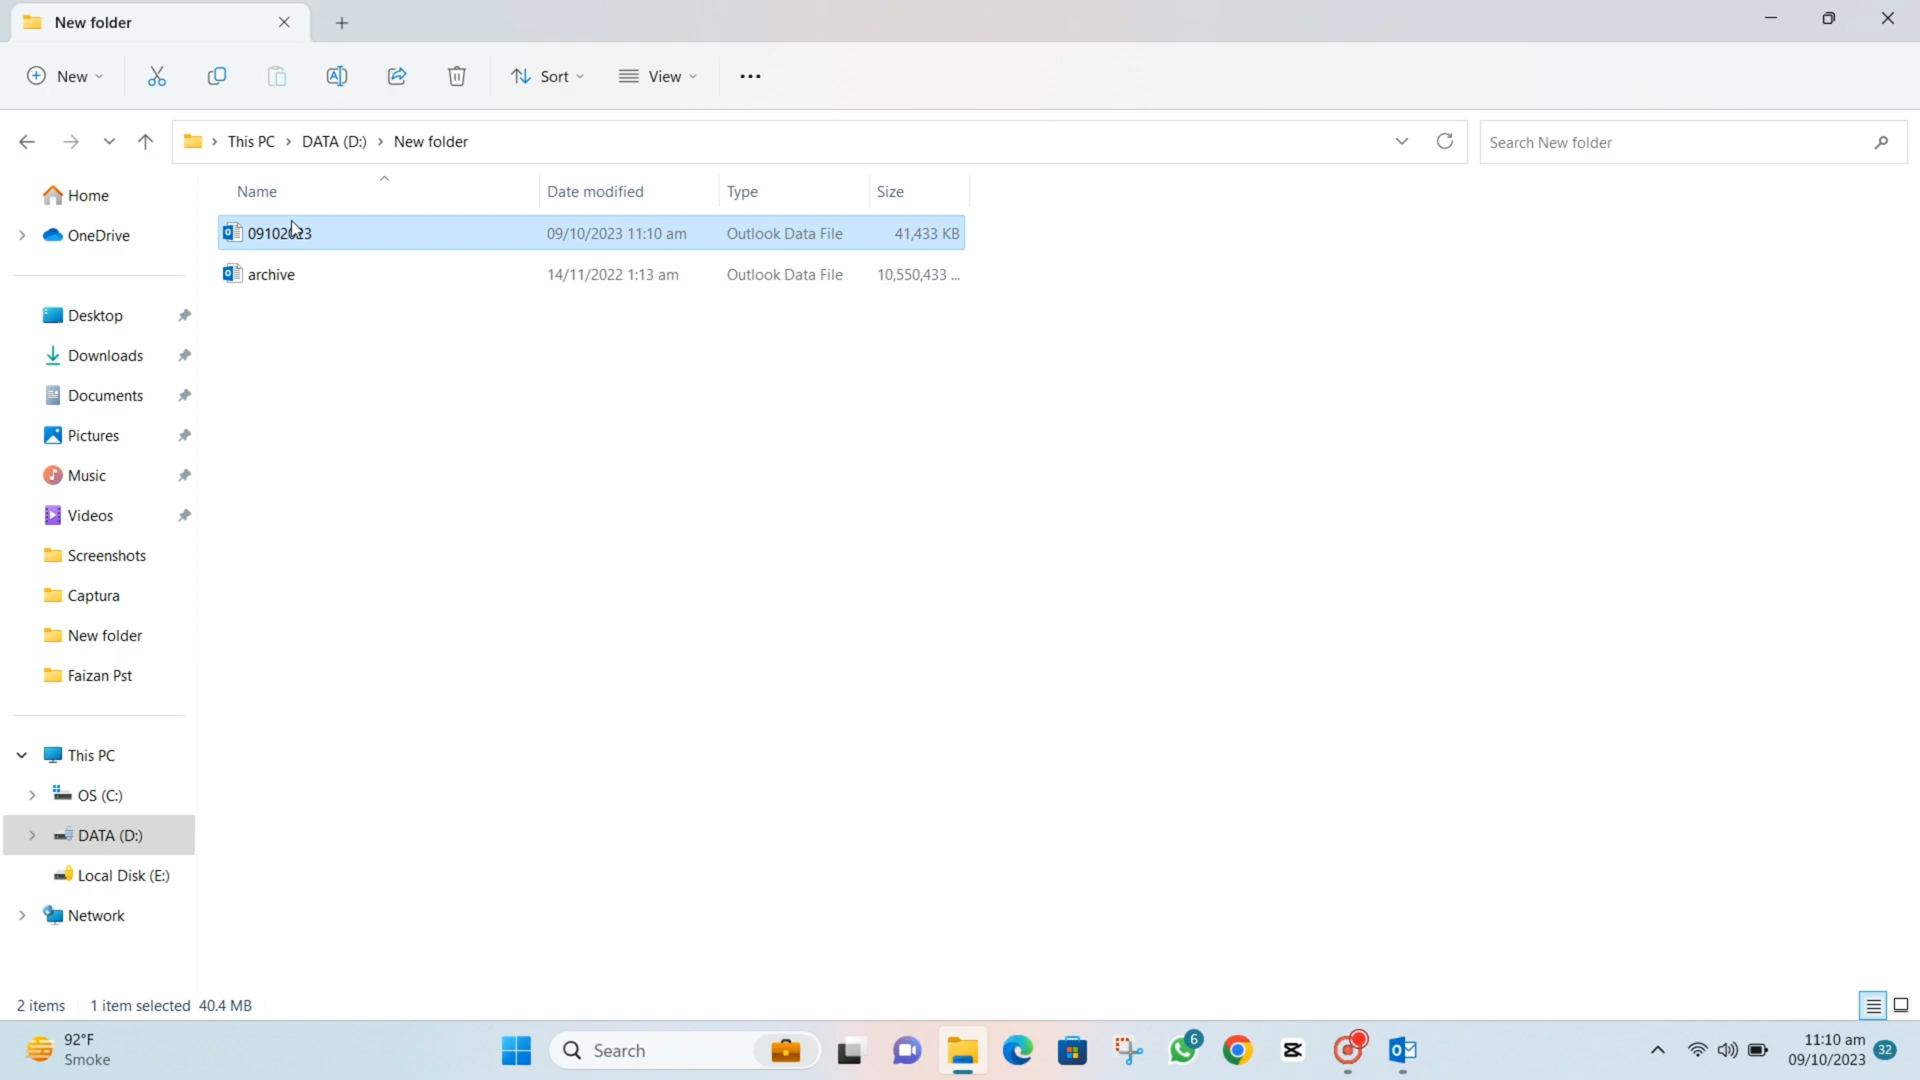 New folder
New
Sort
View
This PC
DATA (D:)
New folder
Search New folder
Home
OneDrive
Desktop
Downloads
Documents
Pictures
Music
Videos
Screenshots
Captura
New folder
Faizan Pst
This PC
OS (C:)
DATA (D:)
Local Disk (E:)
Network
Name Date modified Type Size
09102023 09/10/2023 11:10 am Outlook Data File 41,433 KB
archive 14/11/2022 1:13 am Outlook Data File 10,550,433 ...
2 items 1 item selected 40.4 MB
92°F
Smoke
Search
6
11:10 am
09/10/2023
32